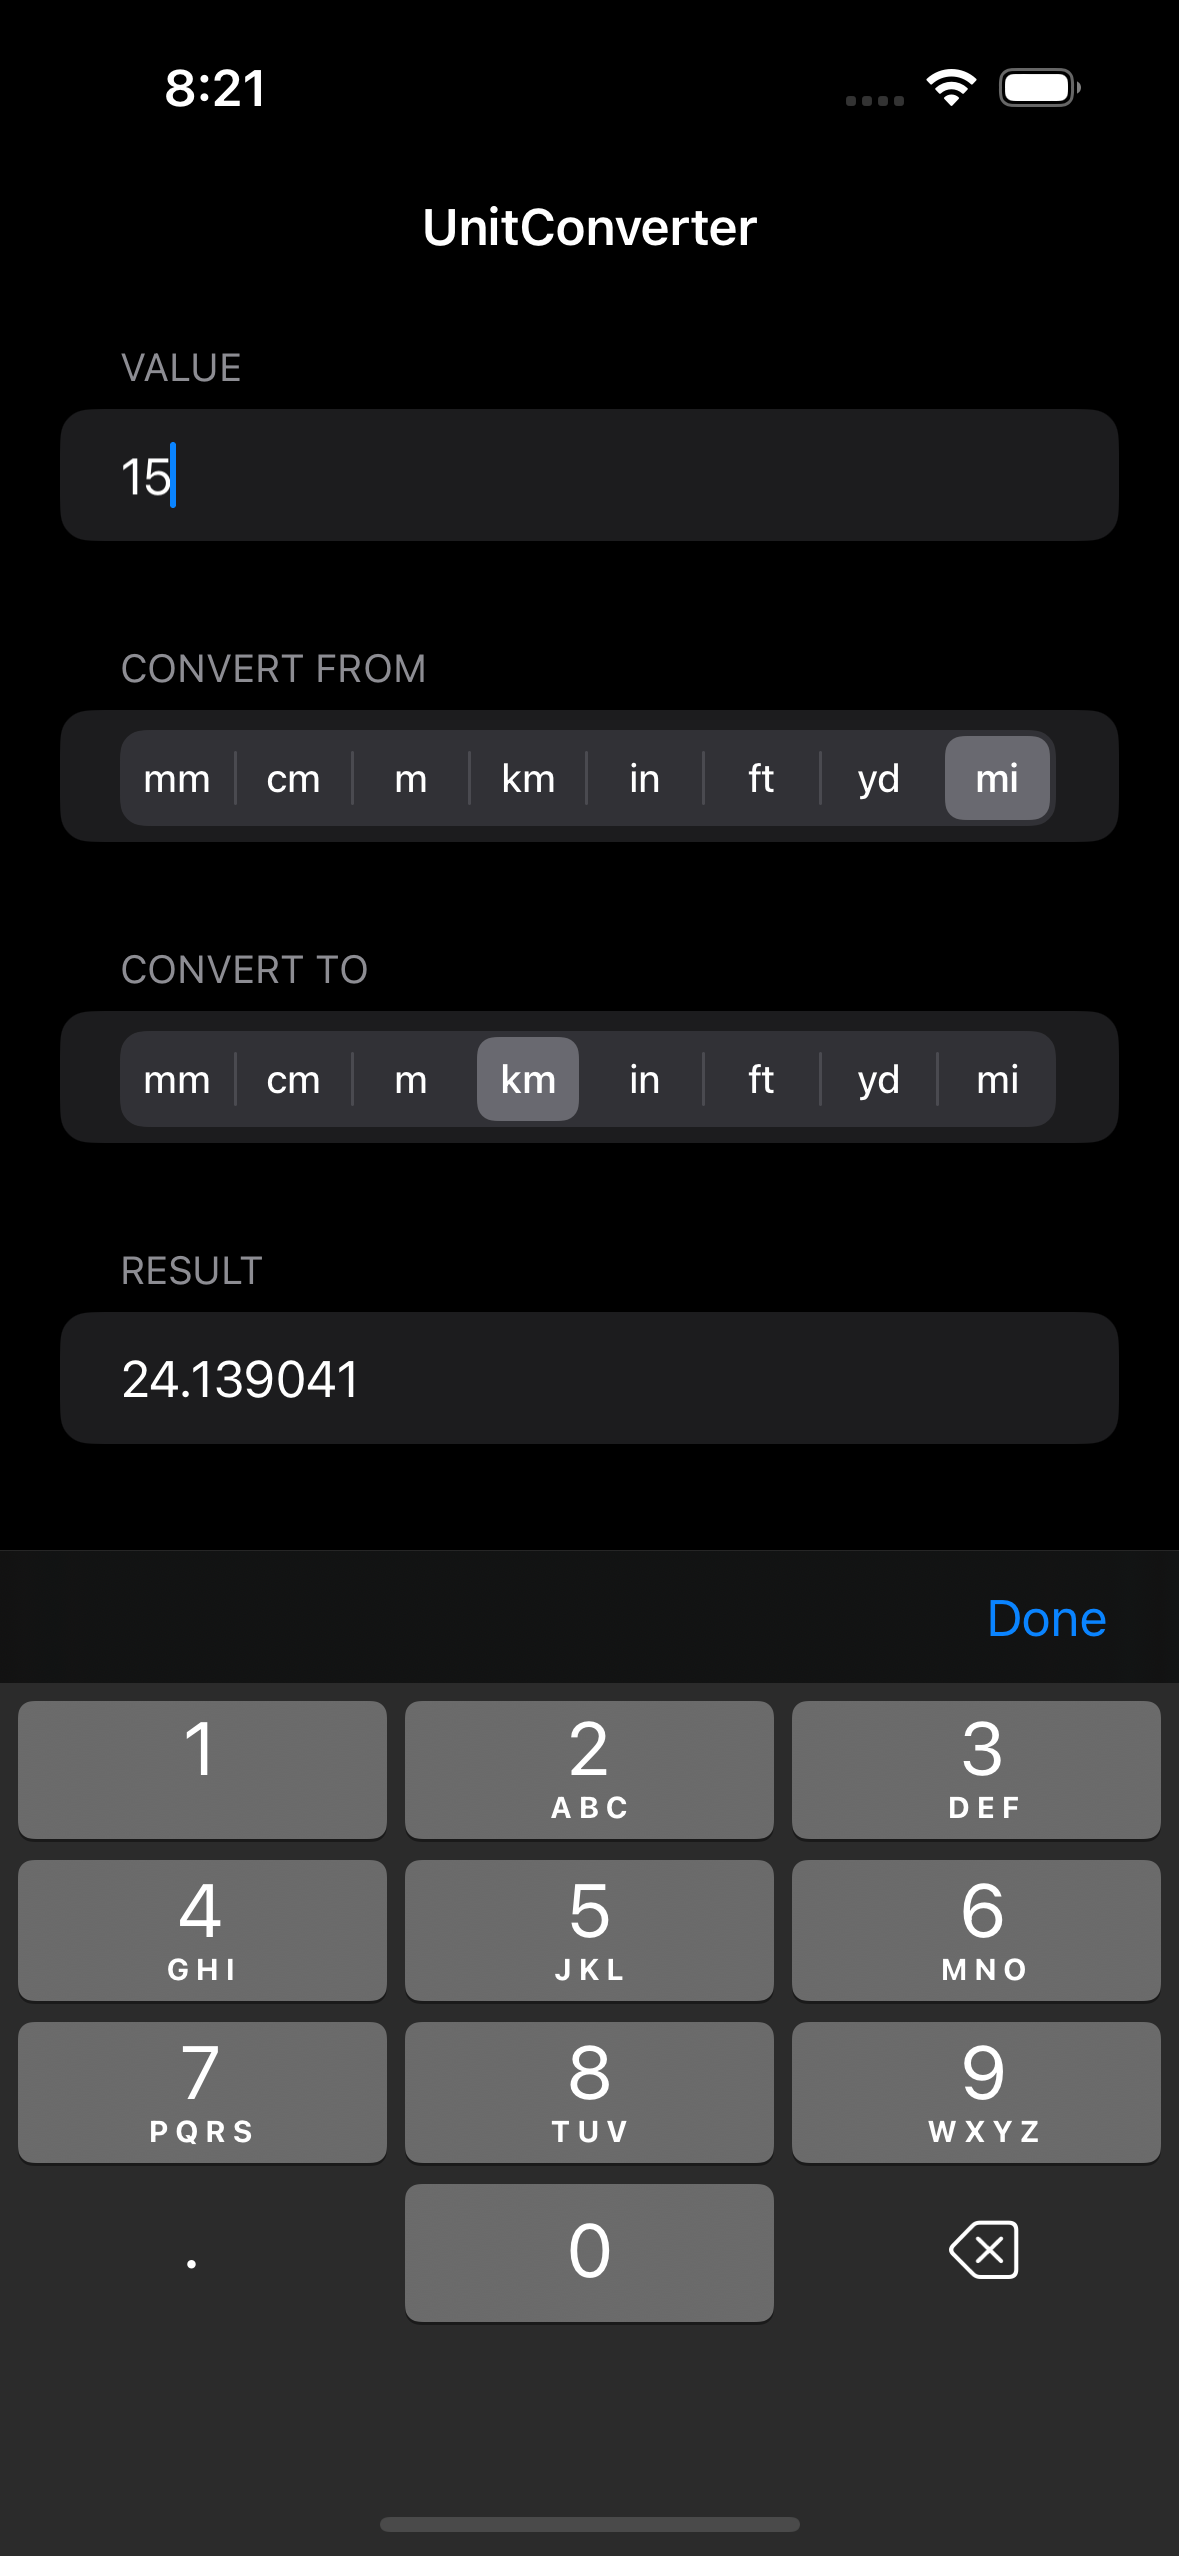 8:21
UnitConverter
VALUE
15
CONVERT FROM
mm cm m km in ft yd mi
CONVERT TO
mm cm m km in ft yd mi
RESULT
24.139041
Done
1 2 3
ABC DEF
4 5 6
GHI JKL MNO
7 8 9
PQRS TUV WXYZ
. 0